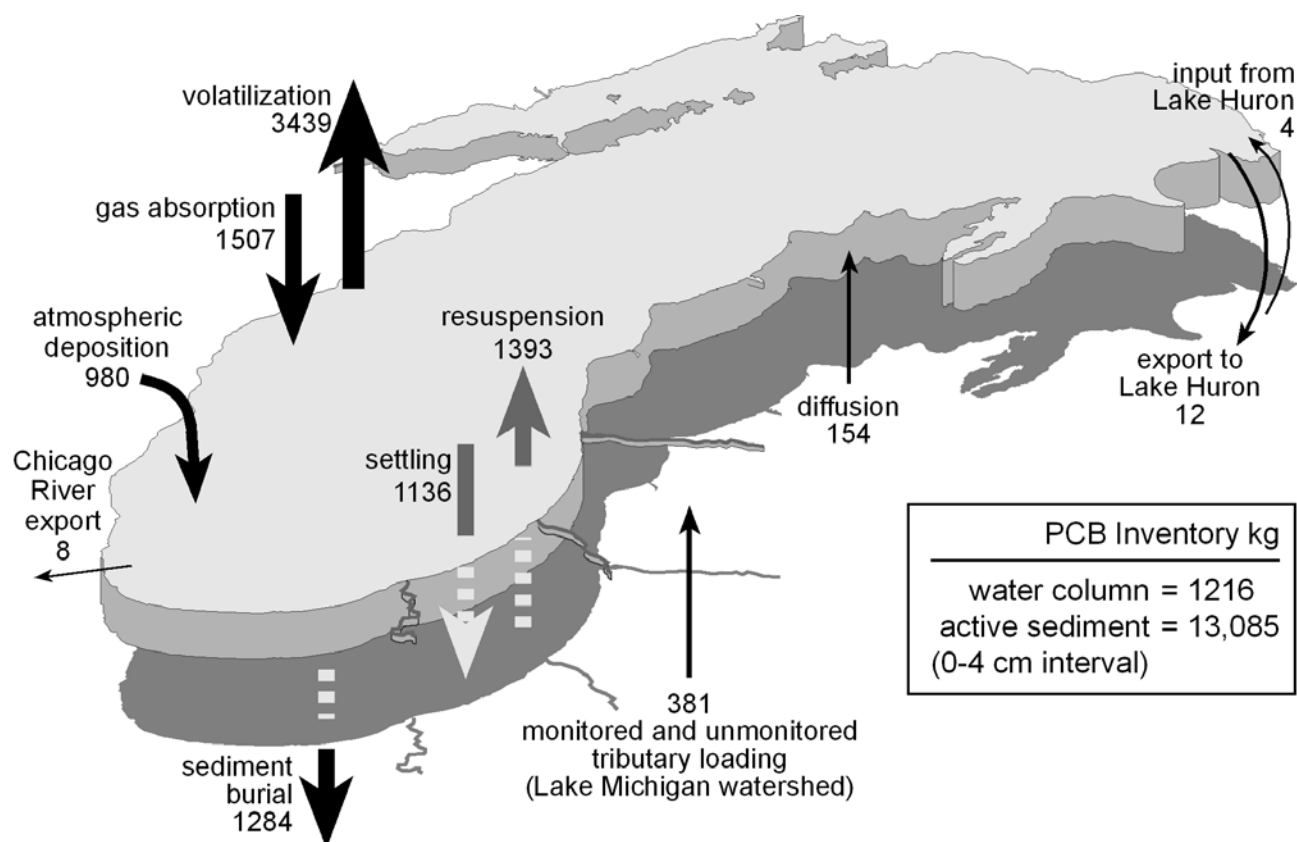 volatilization
3439
input from
Lake Huron
4
gas absorption
1507
atmospheric
deposition
980
resuspension
1393
export to
Lake Huron
12
diffusion
154
settling
1136
Chicago
River
export
8
PCB Inventory kg
water column = 1216
active sediment = 13,085
(0-4 cm interval)
381
monitored and unmonitored
tributary loading
(Lake Michigan watershed)
sediment
burial
1284